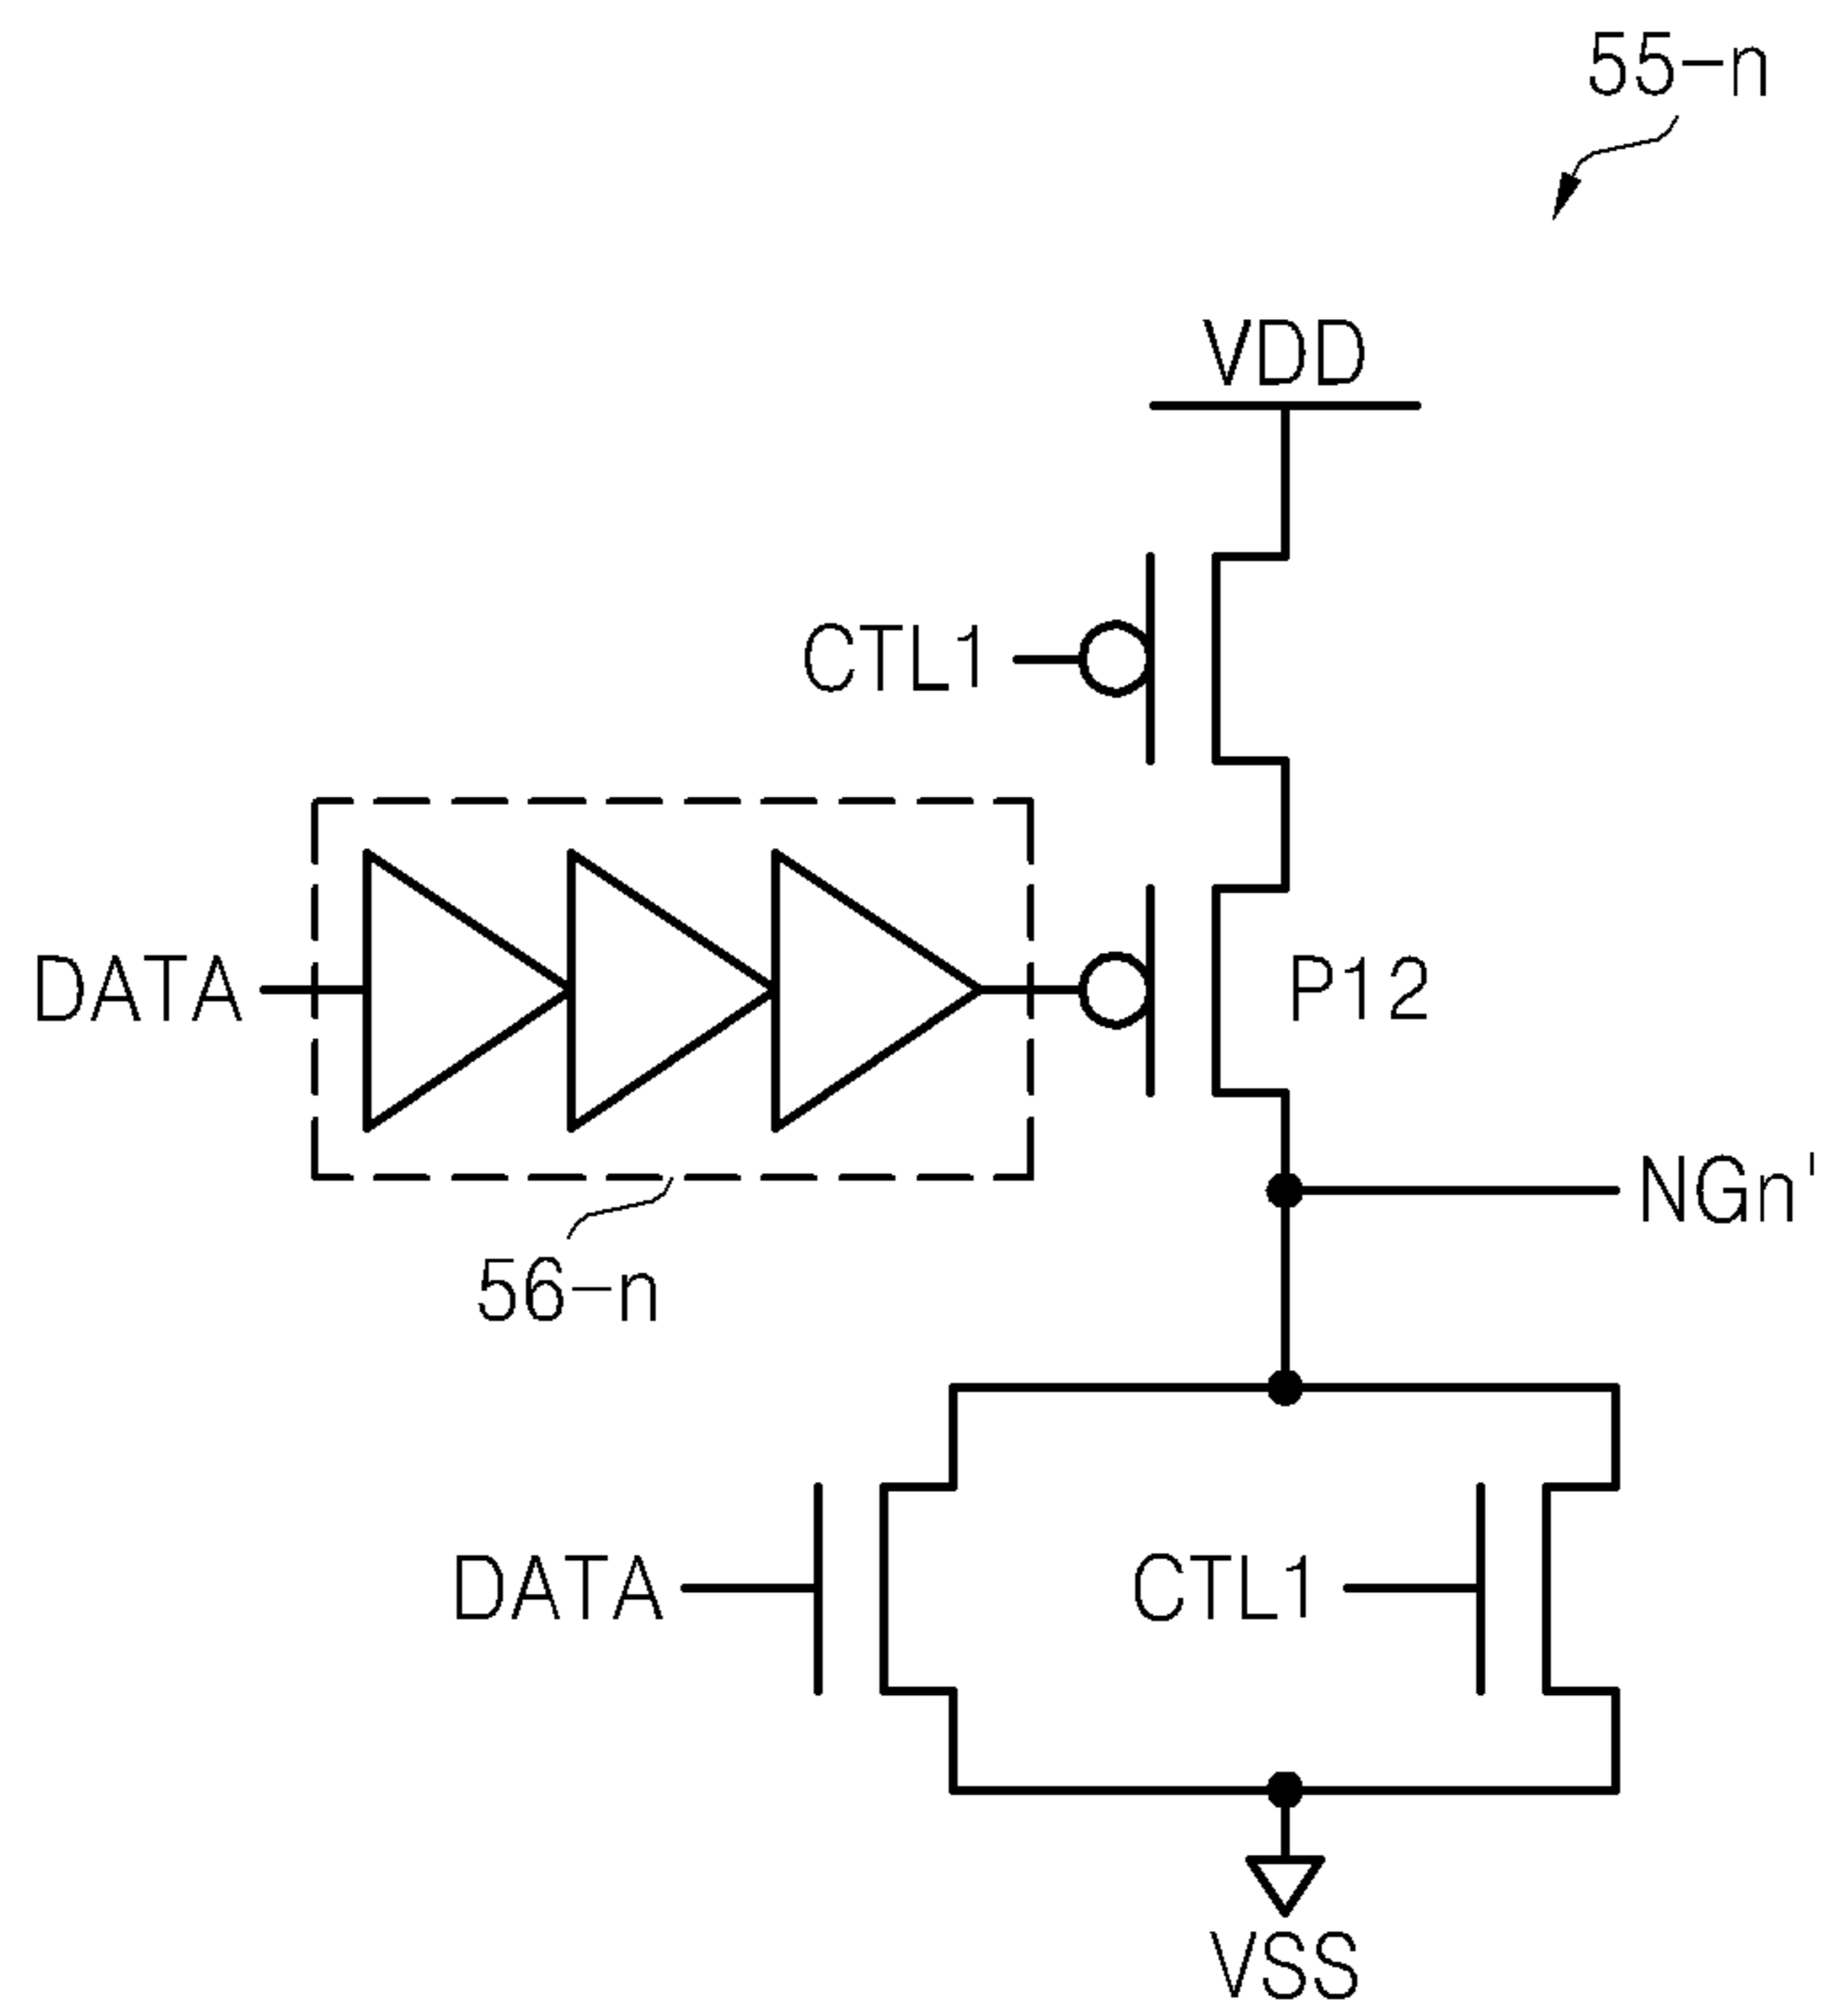 55-n
VDD
CTL1
DATA
P12
NGn'
56-n
DATA
CTL1
VSS